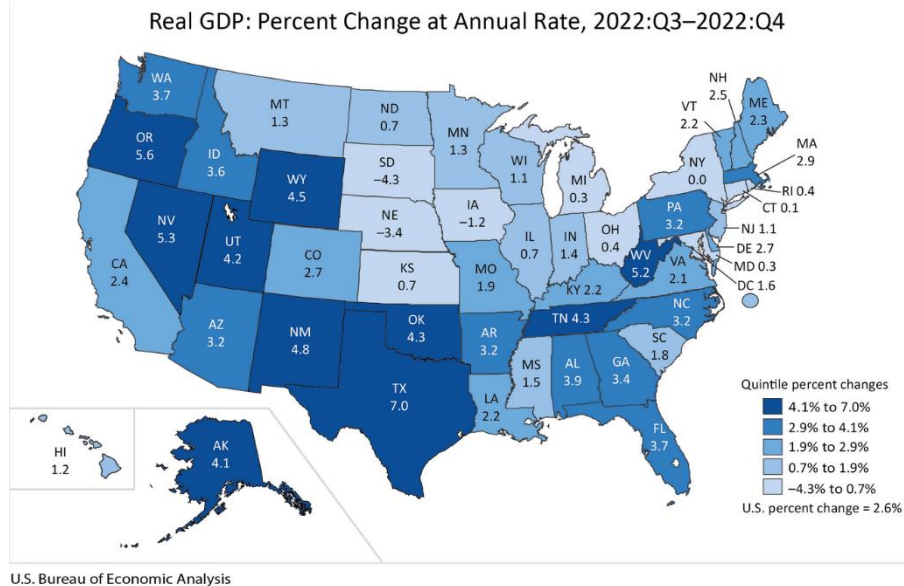 Real GDP: Percent Change at Annual Rate, 2022:Q3–2022:Q4
WA
3.7
MT
1.3
ND
0.7
MN
1.3
NH
2.5
VT
2.2
ME
2.3
OR
5.6
ID
3.6
WY
4.5
SD
–4.3
WI
1.1
MI
0.3
NY
0.0
MA
2.9
RI 0.4
CT 0.1
NV
5.3
UT
4.2
CO
2.7
NE
–3.4
IA
–1.2
IL
0.7
IN
1.4
OH
0.4
PA
3.2
NJ 1.1
DE 2.7
MD 0.3
DC 1.6
CA
2.4
KS
0.7
MO
1.9
KY 2.2
WV
5.2
VA
2.1
AZ
3.2
NM
4.8
OK
4.3
AR
3.2
TN 4.3
NC
3.2
SC
1.8
TX
7.0
LA
2.2
MS
1.5
AL
3.9
GA
3.4
FL
3.7
HI
1.2
AK
4.1
Quintile percent changes
4.1% to 7.0%
2.9% to 4.1%
1.9% to 2.9%
0.7% to 1.9%
–4.3% to 0.7%
U.S. percent change = 2.6%
U.S. Bureau of Economic Analysis